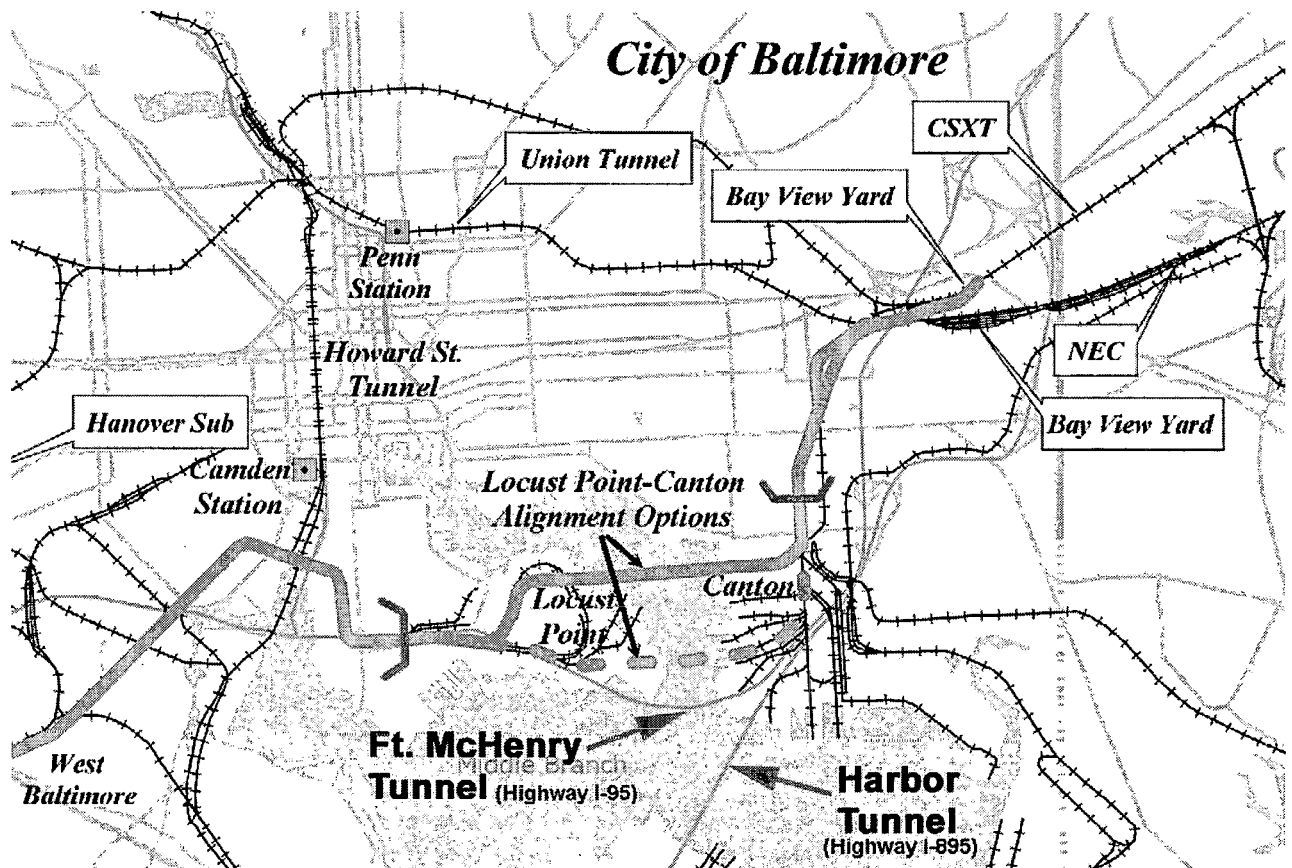 City of Baltimore
CSXT
Union Tunnel
Bay View Yard
Penn
Station
Howard St.
Tunnel
NEC
Hanover Sub
Bay View Yard
Camden
Station
Locust Point-Canton
Alignment Options
Canton
Locust
Point
Ft. McHenry
Tunnel (Highway I-95)
Middle Branch
West
Baltimore
Harbor
Tunnel
(Highway I-895)